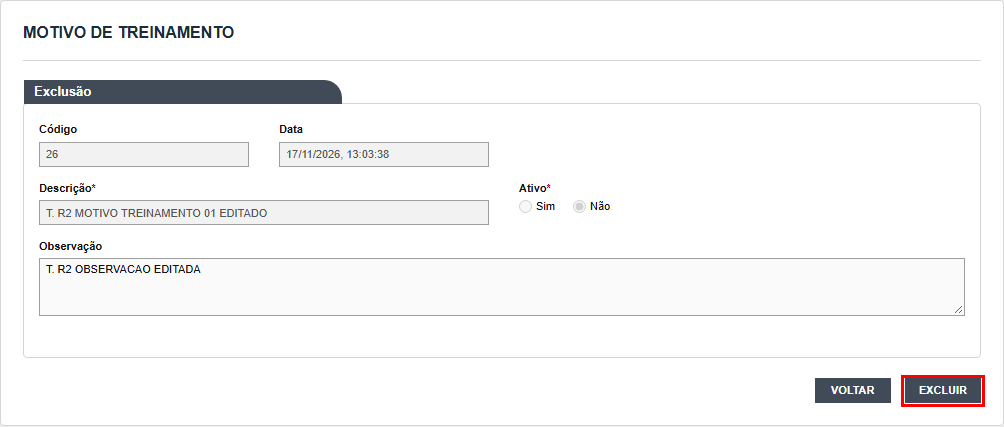 MOTIVO DE TREINAMENTO
Exclusão
Código
Data
26
17/11/2026, 13:03:38
Descrição*
Ativo*
T. R2 MOTIVO TREINAMENTO 01 EDITADO
Sim
Não
Observação
T. R2 OBSERVACAO EDITADA
VOLTAR
EXCLUIR